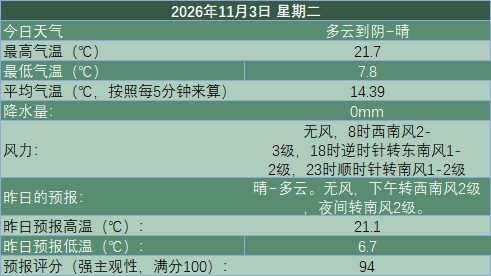 2026年11月3日 星期二
今日天气 多云到阴-晴
最高气温（℃） 21.7
最低气温（℃） 7.8
平均气温（℃，按照每5分钟来算） 14.39
降水量： 0mm
风力： 无风，8时西南风2-
3级，18时逆时针转东南风1-
2级，23时顺时针转南风1-2级
昨日的预报： 晴-多云。无风，下午转西南风2级
，夜间转南风2级。
昨日预报高温（℃）： 21.1
昨日预报低温（℃）： 6.7
预报评分（强主观性，满分100）： 94